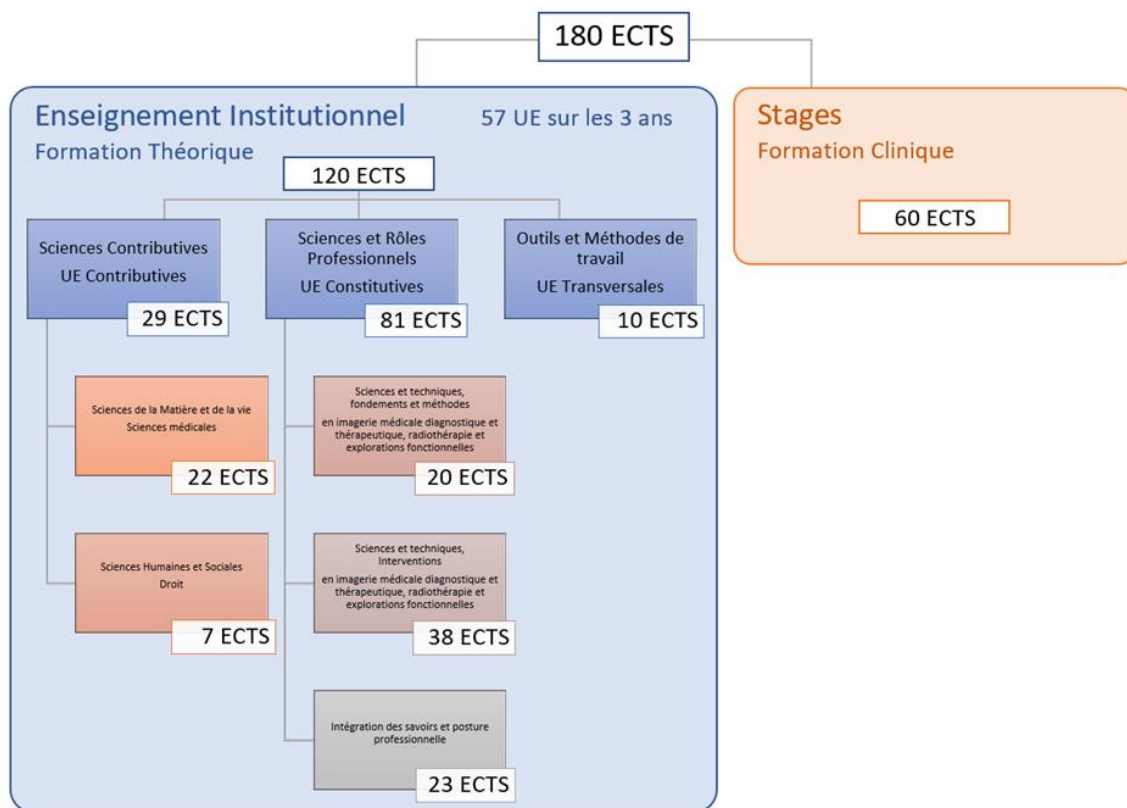 180 ECTS
Enseignement Institutionnel
57 UE sur les 3 ans
Formation Théorique
120 ECTS
Sciences Contributives
UE Contributives
29 ECTS
Sciences et Rôles
Professionnels
UE Constitutives
81 ECTS
Outils et Méthodes de
travail
UE Transversales
10 ECTS
Sciences de la Matière et de la vie
Sciences médicales
22 ECTS
Sciences et techniques,
fondements et méthodes
en imagerie médicale diagnostique et
thérapeutique, radiothérapie et
explorations fonctionnelles
20 ECTS
Sciences Humaines et Sociales
Droit
7 ECTS
Sciences et techniques,
Interventions
en imagerie médicale diagnostique et
thérapeutique, radiothérapie et
explorations fonctionnelles
38 ECTS
Intégration des savoirs et posture
professionnelle
23 ECTS
Stages
Formation Clinique
60 ECTS